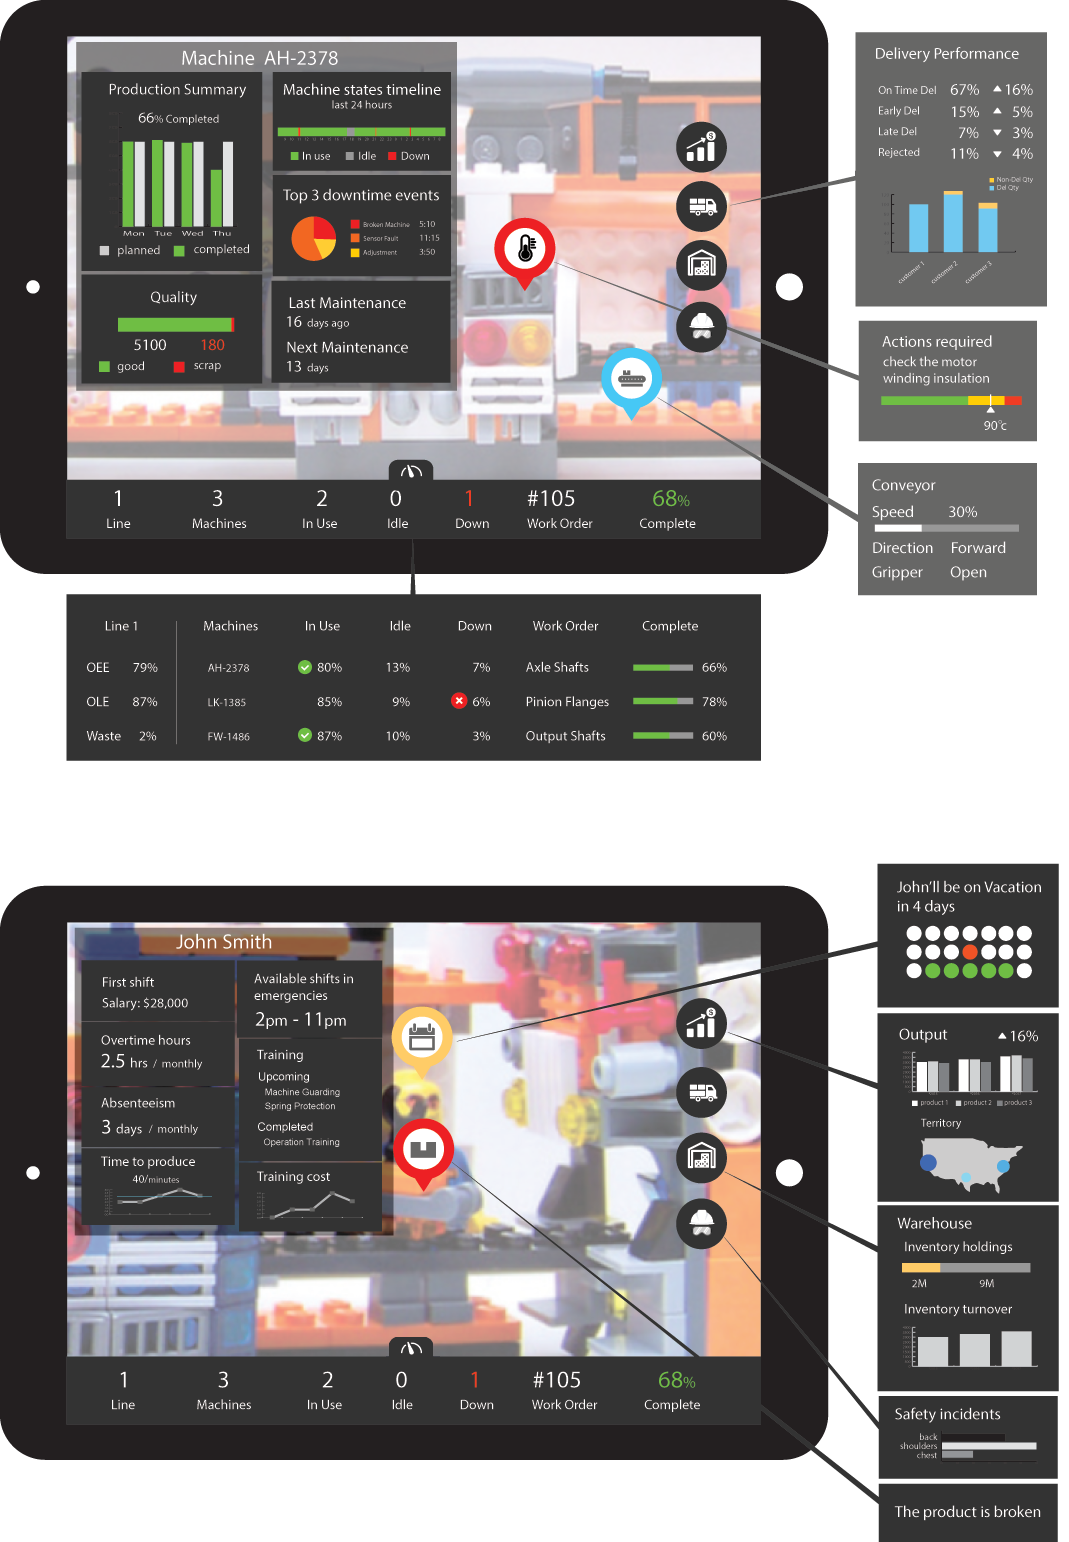 Machine AH-2378
Production Summary
66% Completed
Mon Tue Wed Thu
planned completed
Machine states timeline
last 24 hours
In use Idle Down
Top 3 downtime events
Broken Machine 5:10
Sensor Fault 11:15
Adjustment 3:50
Quality
5100 180
good scrap
Last Maintenance
16 days ago
Next Maintenance
13 days
1 3 2 0 1 #105 68%
Line Machines In Use Idle Down Work Order Complete
Delivery Performance
On Time Del 67% 16%
Early Del 15% 5%
Late Del 7% 3%
Rejected 11% 4%
Non-Del Qty
Del Qty
customer 1 customer 2 customer 3
Actions required
check the motor
winding insulation
90°c
Conveyor
Speed 30%
Direction Forward
Gripper Open
Line 1 Machines In Use Idle Down Work Order Complete
OEE 79% AH-2378 80% 13% 7% Axle Shafts 66%
OLE 87% LK-1385 85% 9% 6% Pinion Flanges 78%
Waste 2% FW-1486 87% 10% 3% Output Shafts 60%
John Smith
First shift
Salary: $28,000
Overtime hours
2.5 hrs / monthly
Absenteeism
3 days / monthly
Time to produce
40/minutes
Available shifts in
emergencies
2pm - 11pm
Training
Upcoming
Machine Guarding
Spring Protection
Completed
Operation Training
Training cost
1 3 2 0 1 #105 68%
Line Machines In Use Idle Down Work Order Complete
John'll be on Vacation
in 4 days
Output 16%
product 1 product 2 product 3
Territory
Warehouse
Inventory holdings
2M 9M
Inventory turnover
Safety incidents
back
shoulders
chest
The product is broken